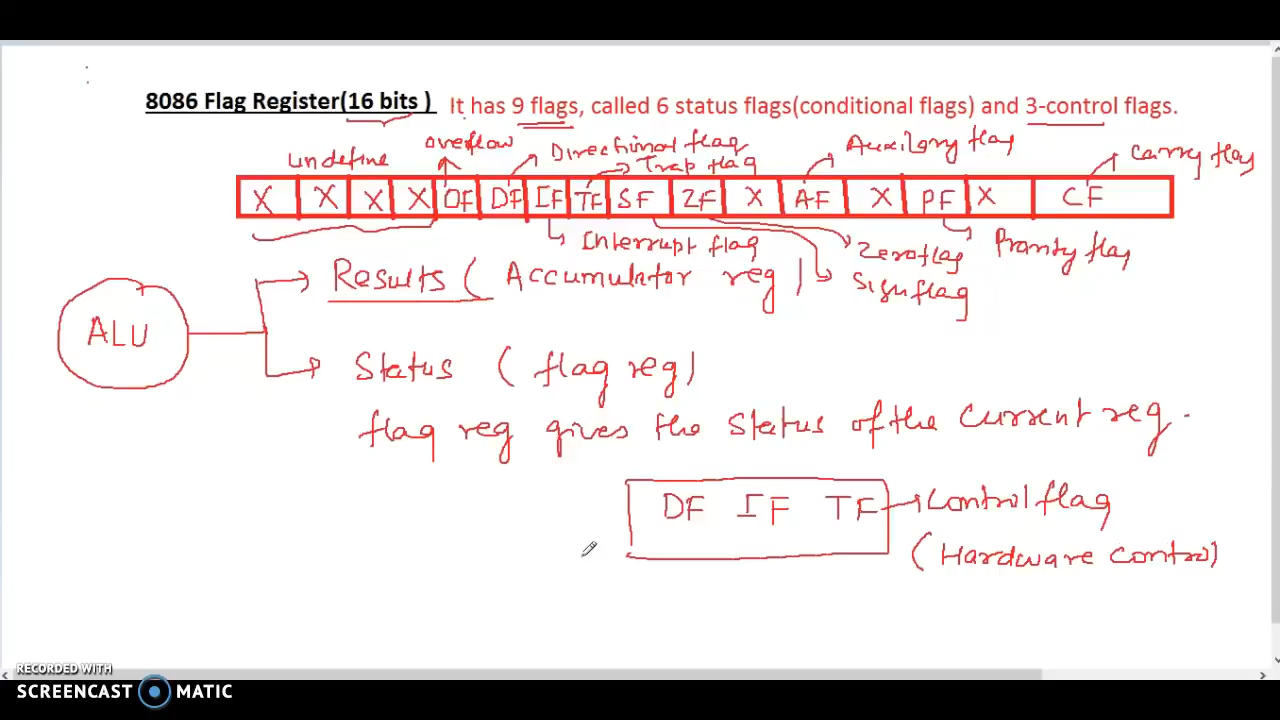 8086 Flag Register(16 bits ) It has 9 flags, called 6 status flags(conditional flags) and 3-control flags.
undefine overflow Directional flag Auxilary flag Carry flag
Trap flag
X X X X OF DF IF TF SF ZF X AF X PF X CF
Interrupt flag Zeroflag Prarity flag
Results ( Accumulator reg ) Signflag
ALU
Status ( flag reg)
flag reg gives the status of the current reg.
DF IF TF Control flag
(Hardware control)
RECORDED WITH
SCREENCAST MATIC